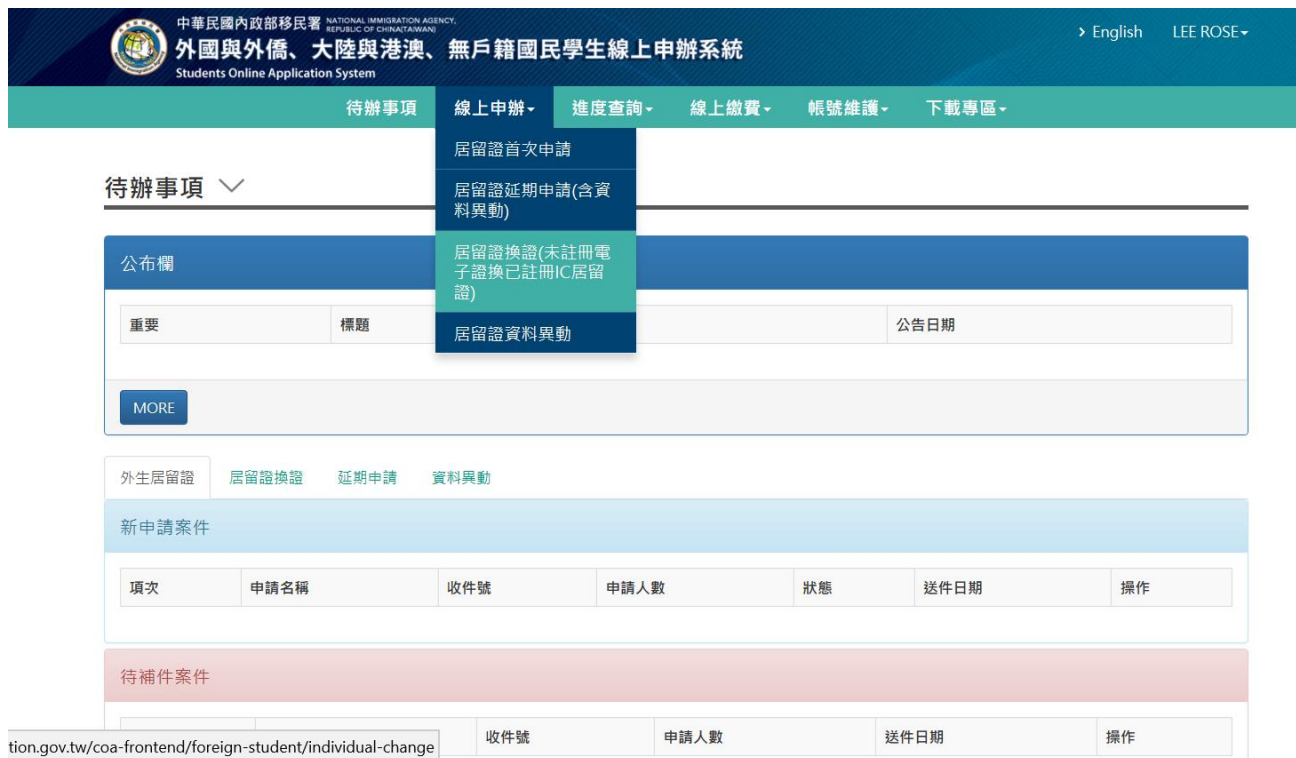 中華民國內政部移民署 NATIONAL IMMIGRATION AGENCY,
REPUBLIC OF CHINA(TAIWAN)
外國與外僑、大陸與港澳、無戶籍國民學生線上申辦系統
Students Online Application System
English LEE ROSE
待辦事項 線上申辦 進度查詢 線上繳費 帳號維護 下載專區
居留證首次申請
居留證延期申請(含資
料異動)
居留證換證(未註冊電
子證換已註冊IC居留
證)
居留證資料異動
待辦事項
公布欄
重要 標題 公告日期
MORE
外生居留證 居留證換證 延期申請 資料異動
新申請案件
項次 申請名稱 收件號 申請人數 狀態 送件日期 操作
待補件案件
收件號 申請人數 送件日期 操作
tion.gov.tw/coa-frontend/foreign-student/individual-change